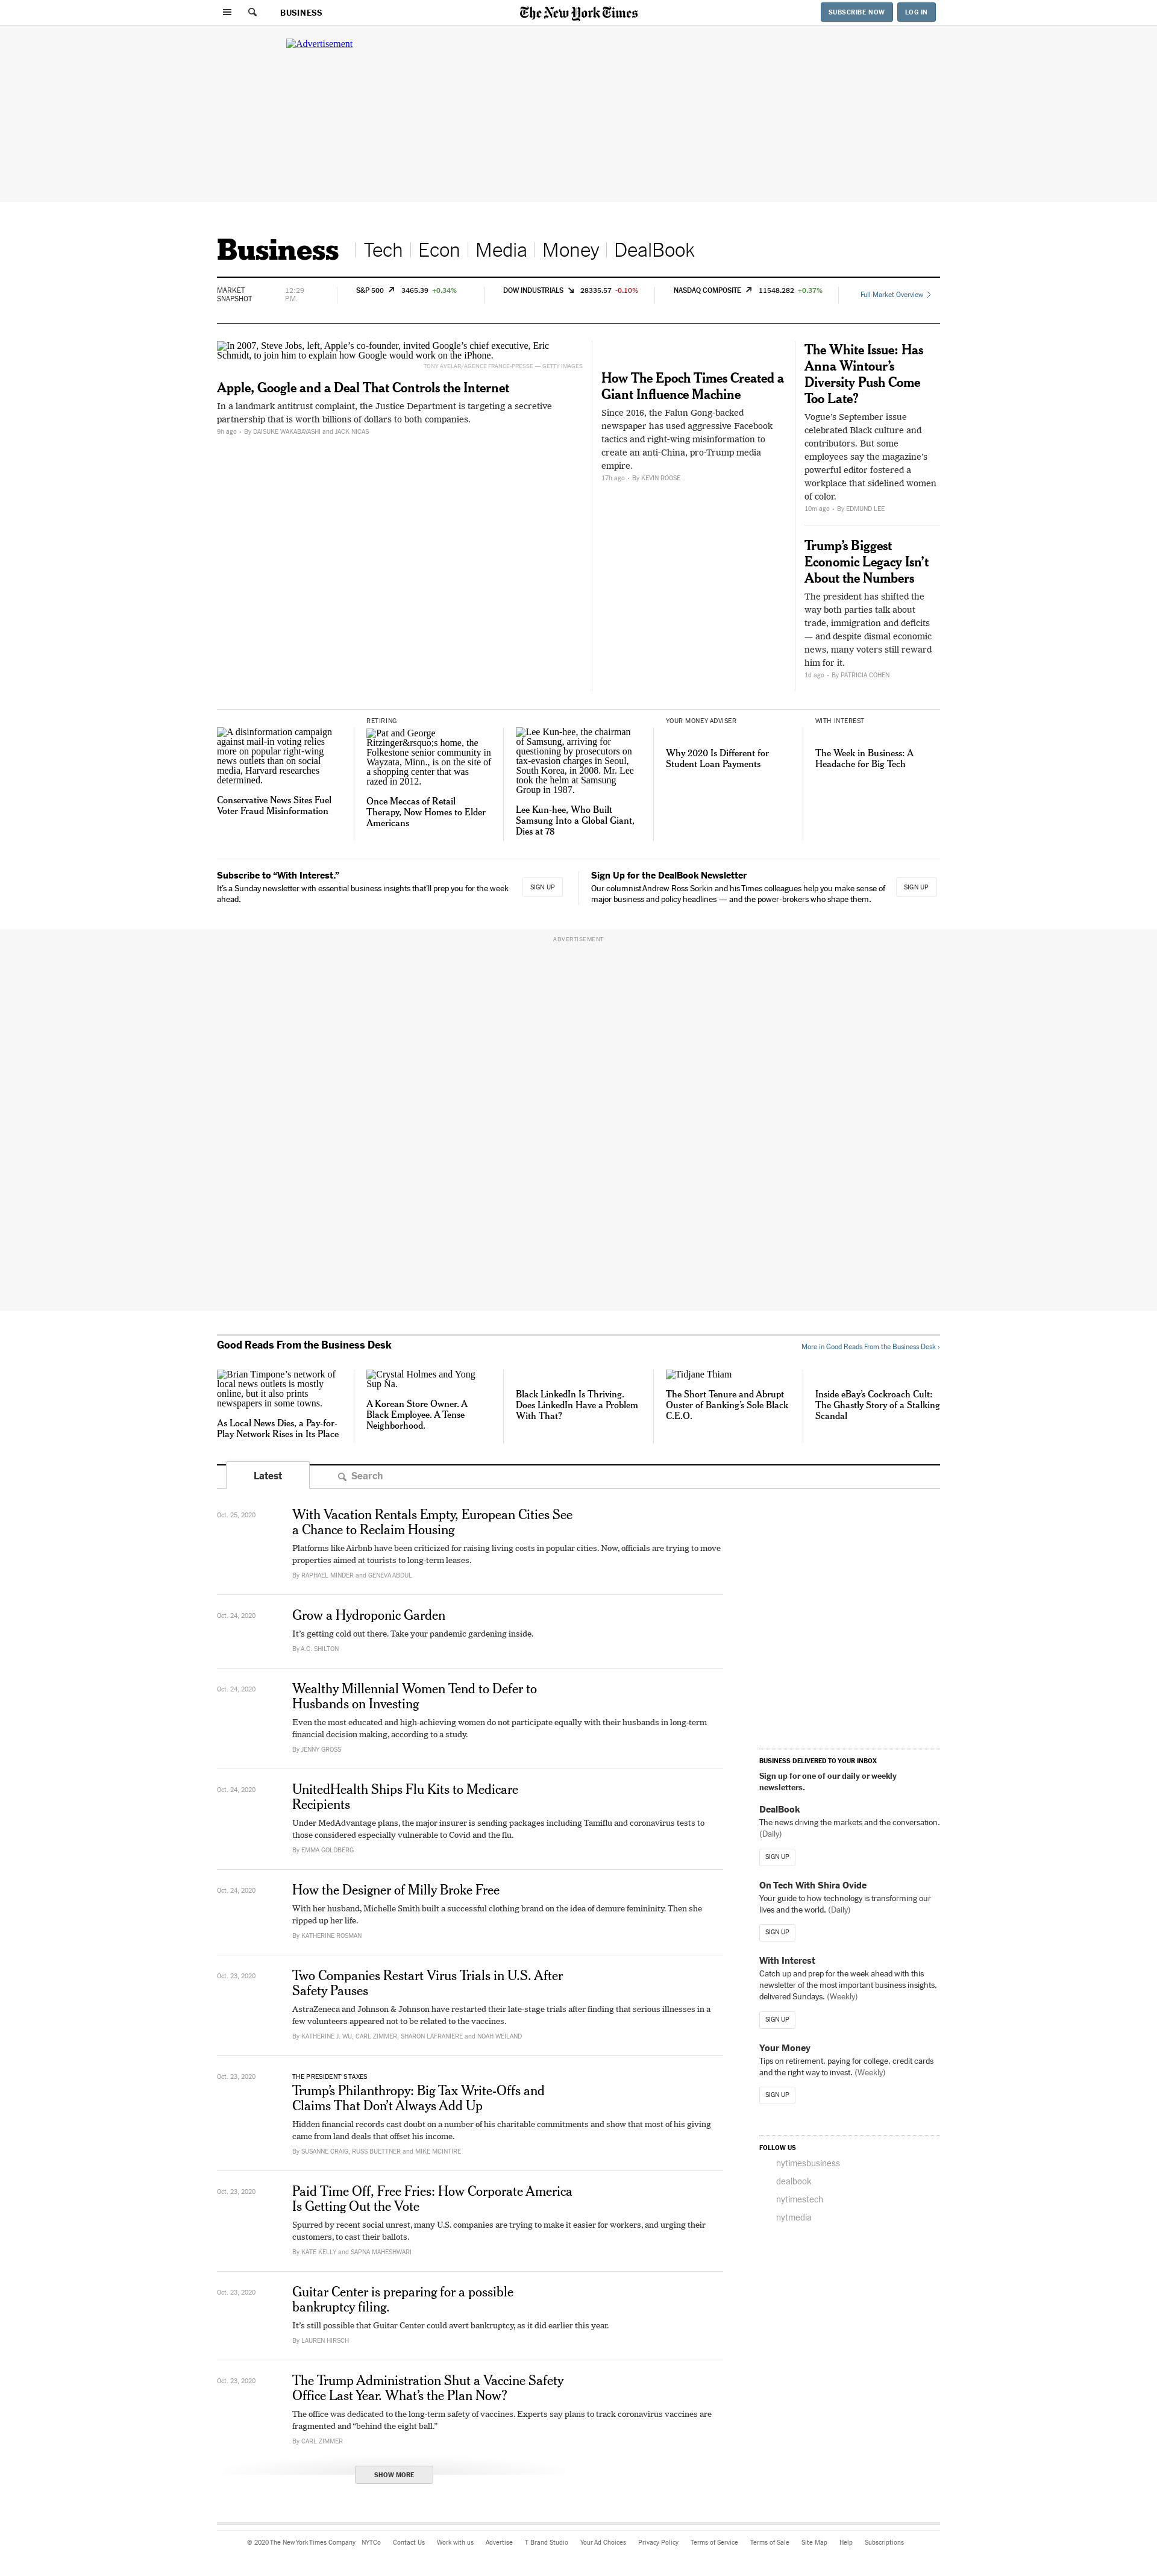 BUSINESS
The New York Times
SUBSCRIBE NOW
LOG IN
Advertisement
Business
Tech
Econ
Media
Money
DealBook
MARKET
SNAPSHOT
12:29
P.M.
S&P 500 3465.39 +0.34%
DOW INDUSTRIALS 28335.57 -0.10%
NASDAQ COMPOSITE 11548.282 +0.37%
Full Market Overview
In 2007, Steve Jobs, left, Apple’s co-founder, invited Google’s chief executive, Eric
Schmidt, to join him to explain how Google would work on the iPhone.
TONY AVELAR/AGENCE FRANCE-PRESSE — GETTY IMAGES
Apple, Google and a Deal That Controls the Internet
In a landmark antitrust complaint, the Justice Department is targeting a secretive
partnership that is worth billions of dollars to both companies.
9h ago · By DAISUKE WAKABAYASHI and JACK NICAS
How The Epoch Times Created a
Giant Influence Machine
Since 2016, the Falun Gong-backed
newspaper has used aggressive Facebook
tactics and right-wing misinformation to
create an anti-China, pro-Trump media
empire.
17h ago · By KEVIN ROOSE
The White Issue: Has
Anna Wintour’s
Diversity Push Come
Too Late?
Vogue’s September issue
celebrated Black culture and
contributors. But some
employees say the magazine’s
powerful editor fostered a
workplace that sidelined women
of color.
10m ago · By EDMUND LEE
Trump’s Biggest
Economic Legacy Isn’t
About the Numbers
The president has shifted the
way both parties talk about
trade, immigration and deficits
— and despite dismal economic
news, many voters still reward
him for it.
1d ago · By PATRICIA COHEN
A disinformation campaign
against mail-in voting relies
more on popular right-wing
news outlets than on social
media, Harvard researches
determined.
Conservative News Sites Fuel
Voter Fraud Misinformation
RETIRING
Pat and George
Ritzinger&rsquo;s home, the
Folkestone senior community in
Wayzata, Minn., is on the site of
a shopping center that was
razed in 2012.
Once Meccas of Retail
Therapy, Now Homes to Elder
Americans
Lee Kun-hee, the chairman
of Samsung, arriving for
questioning by prosecutors on
tax-evasion charges in Seoul,
South Korea, in 2008. Mr. Lee
took the helm at Samsung
Group in 1987.
Lee Kun-hee, Who Built
Samsung Into a Global Giant,
Dies at 78
YOUR MONEY ADVISER
Why 2020 Is Different for
Student Loan Payments
WITH INTEREST
The Week in Business: A
Headache for Big Tech
Subscribe to “With Interest.”
It’s a Sunday newsletter with essential business insights that’ll prep you for the week
ahead.
SIGN UP
Sign Up for the DealBook Newsletter
Our columnist Andrew Ross Sorkin and his Times colleagues help you make sense of
major business and policy headlines — and the power-brokers who shape them.
SIGN UP
ADVERTISEMENT
Good Reads From the Business Desk
More in Good Reads From the Business Desk ›
Brian Timpone’s network of
local news outlets is mostly
online, but it also prints
newspapers in some towns.
As Local News Dies, a Pay-for-
Play Network Rises in Its Place
Crystal Holmes and Yong
Sup Na.
A Korean Store Owner. A
Black Employee. A Tense
Neighborhood.
Black LinkedIn Is Thriving.
Does LinkedIn Have a Problem
With That?
Tidjane Thiam
The Short Tenure and Abrupt
Ouster of Banking’s Sole Black
C.E.O.
Inside eBay’s Cockroach Cult:
The Ghastly Story of a Stalking
Scandal
Latest
Search
Oct. 25, 2020
With Vacation Rentals Empty, European Cities See
a Chance to Reclaim Housing
Platforms like Airbnb have been criticized for raising living costs in popular cities. Now, officials are trying to move
properties aimed at tourists to long-term leases.
By RAPHAEL MINDER and GENEVA ABDUL
Oct. 24, 2020
Grow a Hydroponic Garden
It’s getting cold out there. Take your pandemic gardening inside.
By A.C. SHILTON
Oct. 24, 2020
Wealthy Millennial Women Tend to Defer to
Husbands on Investing
Even the most educated and high-achieving women do not participate equally with their husbands in long-term
financial decision making, according to a study.
By JENNY GROSS
Oct. 24, 2020
UnitedHealth Ships Flu Kits to Medicare
Recipients
Under MedAdvantage plans, the major insurer is sending packages including Tamiflu and coronavirus tests to
those considered especially vulnerable to Covid and the flu.
By EMMA GOLDBERG
Oct. 24, 2020
How the Designer of Milly Broke Free
With her husband, Michelle Smith built a successful clothing brand on the idea of demure femininity. Then she
ripped up her life.
By KATHERINE ROSMAN
Oct. 23, 2020
Two Companies Restart Virus Trials in U.S. After
Safety Pauses
AstraZeneca and Johnson & Johnson have restarted their late-stage trials after finding that serious illnesses in a
few volunteers appeared not to be related to the vaccines.
By KATHERINE J. WU, CARL ZIMMER, SHARON LAFRANIERE and NOAH WEILAND
Oct. 23, 2020
THE PRESIDENT’S TAXES
Trump’s Philanthropy: Big Tax Write-Offs and
Claims That Don’t Always Add Up
Hidden financial records cast doubt on a number of his charitable commitments and show that most of his giving
came from land deals that offset his income.
By SUSANNE CRAIG, RUSS BUETTNER and MIKE MCINTIRE
Oct. 23, 2020
Paid Time Off, Free Fries: How Corporate America
Is Getting Out the Vote
Spurred by recent social unrest, many U.S. companies are trying to make it easier for workers, and urging their
customers, to cast their ballots.
By KATE KELLY and SAPNA MAHESHWARI
Oct. 23, 2020
Guitar Center is preparing for a possible
bankruptcy filing.
It’s still possible that Guitar Center could avert bankruptcy, as it did earlier this year.
By LAUREN HIRSCH
Oct. 23, 2020
The Trump Administration Shut a Vaccine Safety
Office Last Year. What’s the Plan Now?
The office was dedicated to the long-term safety of vaccines. Experts say plans to track coronavirus vaccines are
fragmented and “behind the eight ball.”
By CARL ZIMMER
SHOW MORE
BUSINESS DELIVERED TO YOUR INBOX
Sign up for one of our daily or weekly
newsletters.
DealBook
The news driving the markets and the conversation.
(Daily)
SIGN UP
On Tech With Shira Ovide
Your guide to how technology is transforming our
lives and the world. (Daily)
SIGN UP
With Interest
Catch up and prep for the week ahead with this
newsletter of the most important business insights,
delivered Sundays. (Weekly)
SIGN UP
Your Money
Tips on retirement, paying for college, credit cards
and the right way to invest. (Weekly)
SIGN UP
FOLLOW US
nytimesbusiness
dealbook
nytimestech
nytmedia
© 2020 The New York Times Company NYTCo Contact Us Work with us Advertise T Brand Studio Your Ad Choices Privacy Policy Terms of Service Terms of Sale Site Map Help Subscriptions